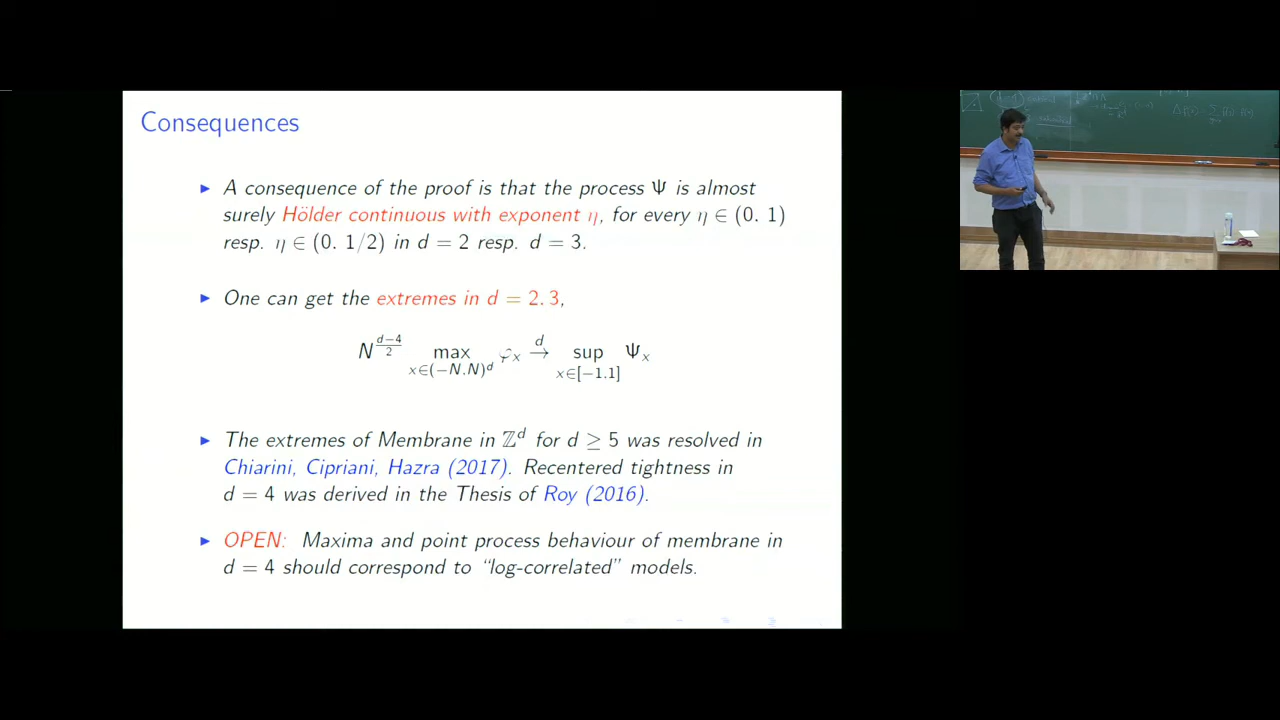 Consequences
▶ A consequence of the proof is that the process Ψ is almost
surely Hölder continuous with exponent η, for every η ∈ (0. 1)
resp. η ∈ (0. 1/2) in d = 2 resp. d = 3.
▶ One can get the extremes in d = 2. 3,
N^{\frac{d-4}{2}} max_{x∈(−N.N)^d} φ_x \xrightarrow{d} sup_{x∈[−1.1]} Ψ_x
▶ The extremes of Membrane in ℤ^d for d ≥ 5 was resolved in
Chiarini, Cipriani, Hazra (2017). Recentered tightness in
d = 4 was derived in the Thesis of Roy (2016).
▶ OPEN: Maxima and point process behaviour of membrane in
d = 4 should correspond to “log-correlated” models.